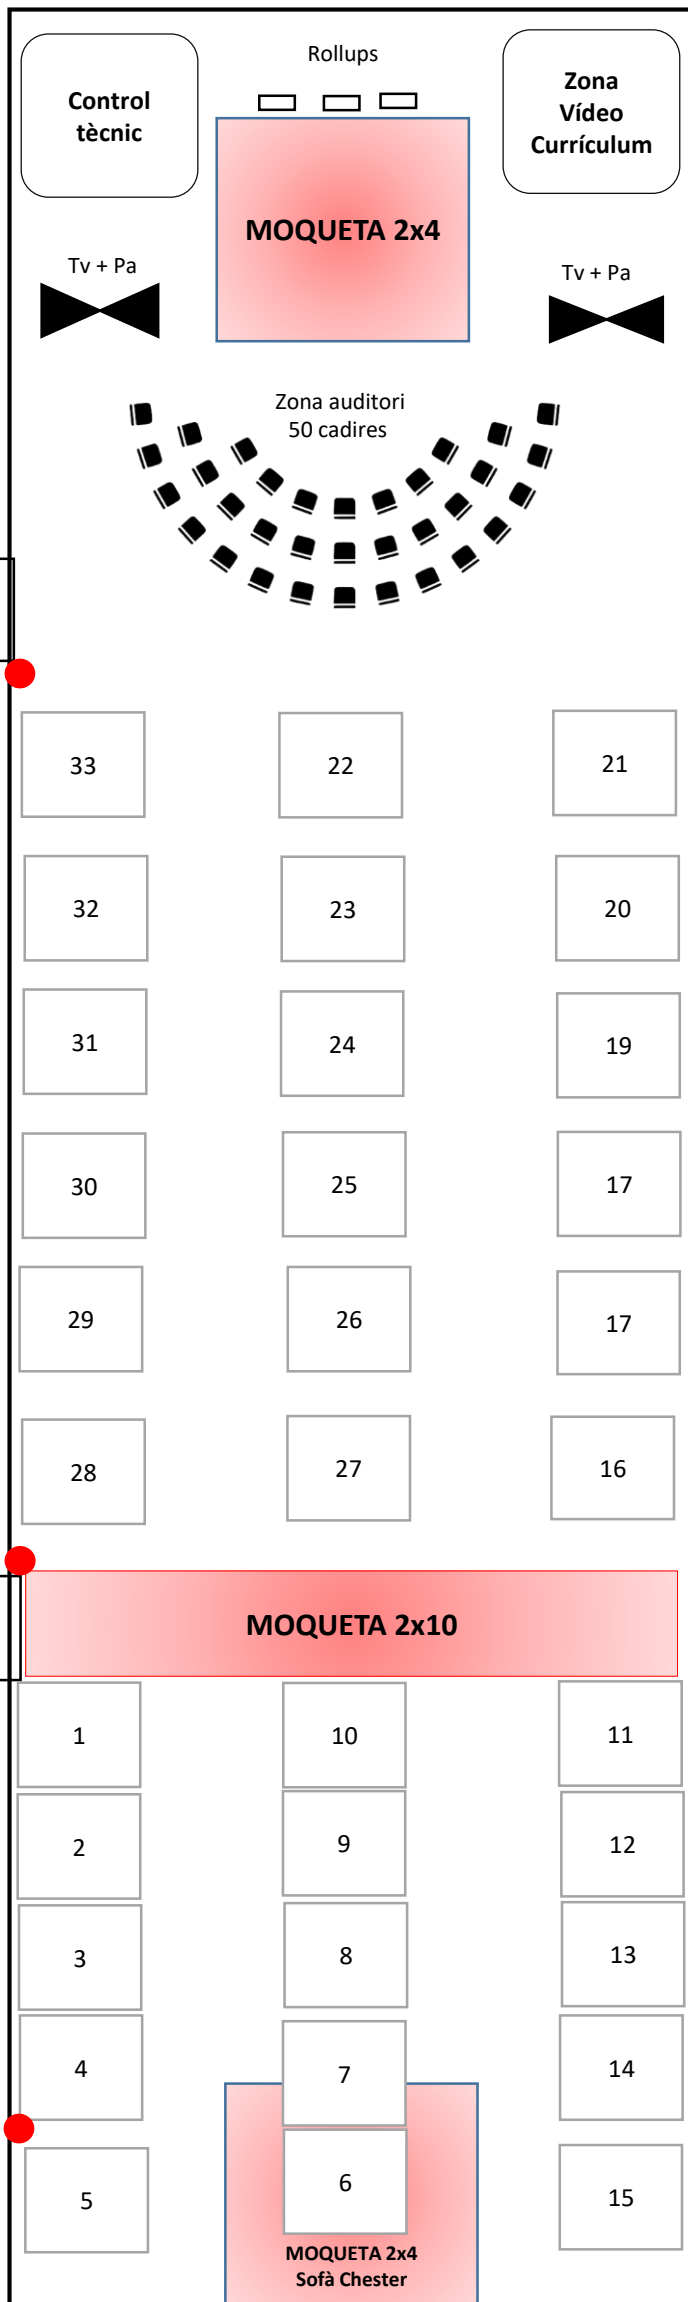 Rollups
Control
tècnic
Zona
Vídeo
Currículum
MOQUETA 2x4
Tv + Pa
Tv + Pa
Zona auditori
50 cadires
33
22
21
32
23
20
31
24
19
30
25
17
29
26
17
28
27
16
MOQUETA 2x10
1
10
11
2
9
12
3
8
13
4
7
14
5
6
15
MOQUETA 2x4
Sofà Chester